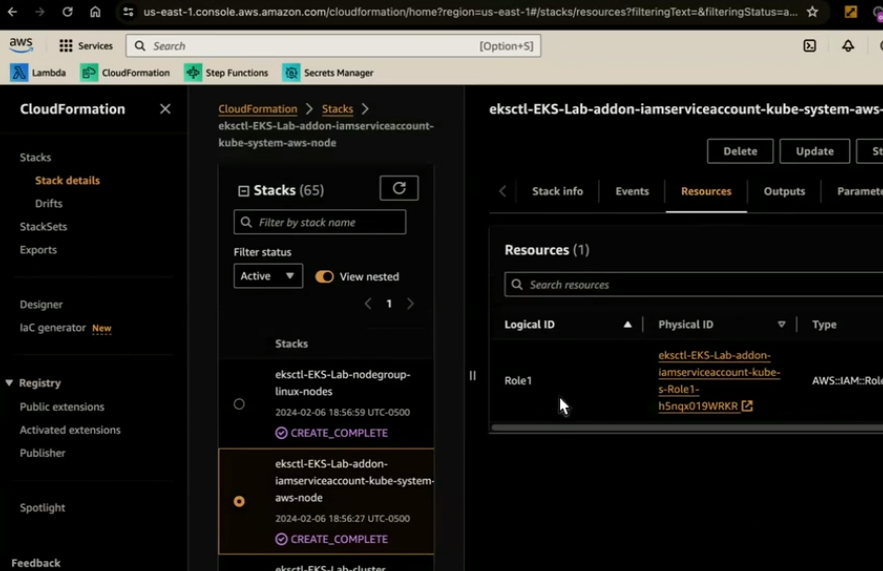 us-east-1.console.aws.amazon.com/cloudformation/home?region=us-east-1#/stacks/resources?filteringText=&filteringStatus=a...
aws
Services
Search
[Option+S]
Lambda
CloudFormation
Step Functions
Secrets Manager
CloudFormation
Stacks
Stack details
Drifts
StackSets
Exports
Designer
IaC generator New
Registry
Public extensions
Activated extensions
Publisher
Spotlight
Feedback
CloudFormation > Stacks >
eksctl-EKS-Lab-addon-iamserviceaccount-
kube-system-aws-node
Stacks (65)
Filter by stack name
Filter status
Active
View nested
1
Stacks
eksctl-EKS-Lab-nodegroup-
linux-nodes
2024-02-06 18:56:59 UTC-0500
CREATE_COMPLETE
eksctl-EKS-Lab-addon-
iamserviceaccount-kube-system-
aws-node
2024-02-06 18:56:27 UTC-0500
CREATE_COMPLETE
eksctl-EKS-Lab-cluster
eksctl-EKS-Lab-addon-iamserviceaccount-kube-system-aws-
Delete
Update
St
Stack info
Events
Resources
Outputs
Paramete
Resources (1)
Search resources
Logical ID
Physical ID
Type
Role1
eksctl-EKS-Lab-addon-
iamserviceaccount-kube-
s-Role1-
h5nqx019WRKR
AWS::IAM::Role